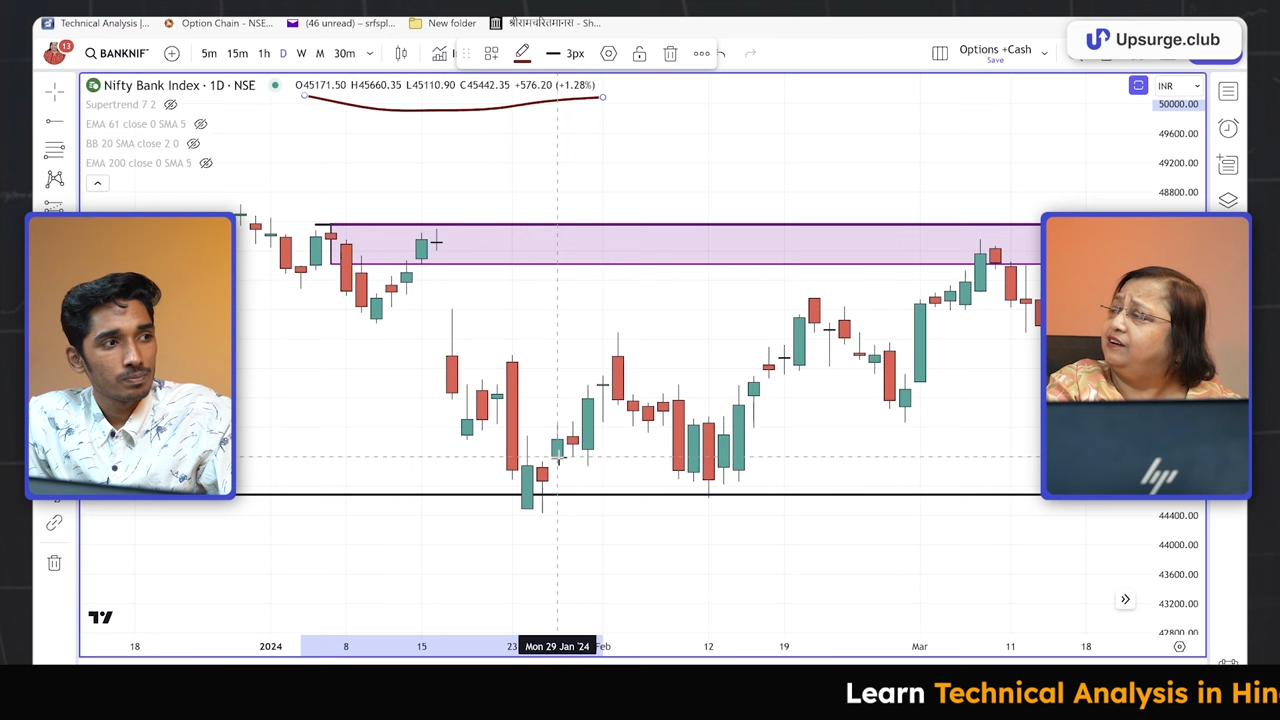 Technical Analysis |... Option Chain - NSE... (46 unread) – srfspl... New folder श्रीरामचरितमानस - Sh...
13 BANKNIF 5m 15m 1h D W M 30m 3px Options +Cash Save
Upsurge.club
Nifty Bank Index · 1D · NSE O45171.50 H45660.35 L45110.90 C45442.35 +576.20 (+1.28%) INR
Supertrend 7 2
EMA 61 close 0 SMA 5
BB 20 SMA close 2 0
EMA 200 close 0 SMA 5
50000.00
49600.00
49200.00
48800.00
44400.00
44000.00
43600.00
43200.00
42800.00
hp
18 2024 8 15 23 Mon 29 Jan '24 Feb 12 19 Mar 11 18
Learn Technical Analysis in Hin